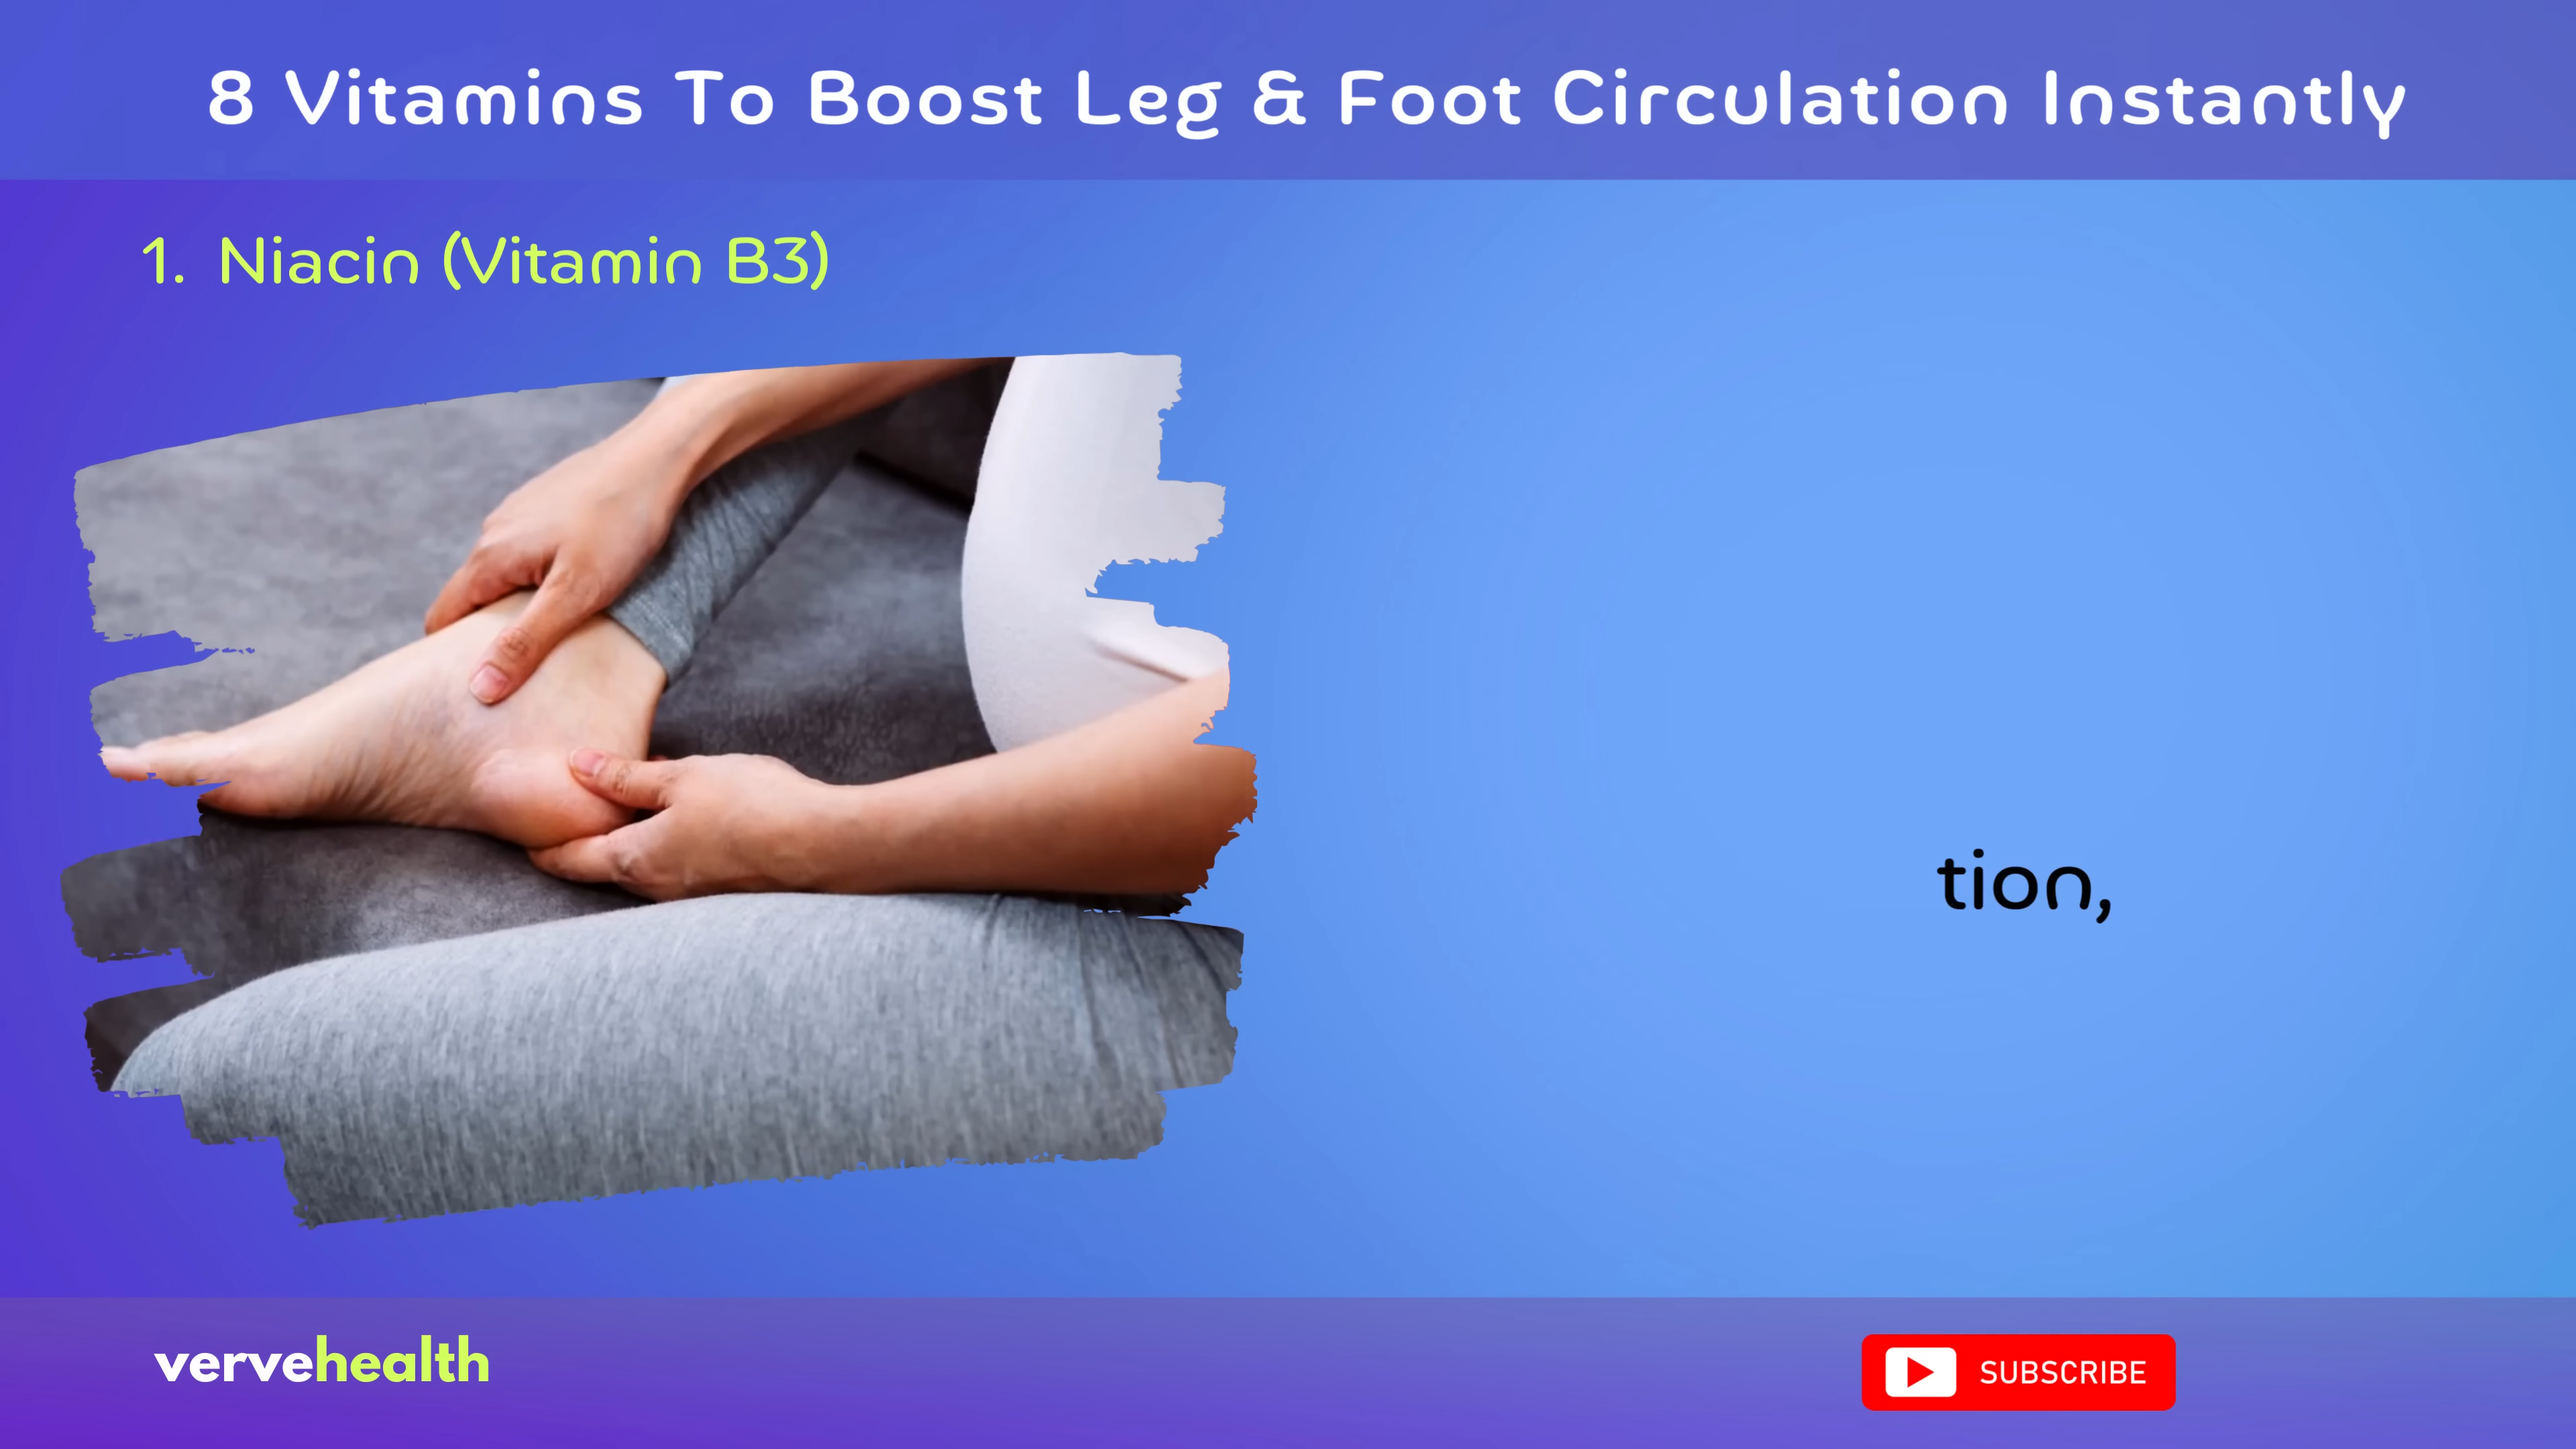 8 Vitamins To Boost Leg & Foot Circulation Instantly
1. Niacin (Vitamin B3)
tion,
vervehealth
SUBSCRIBE